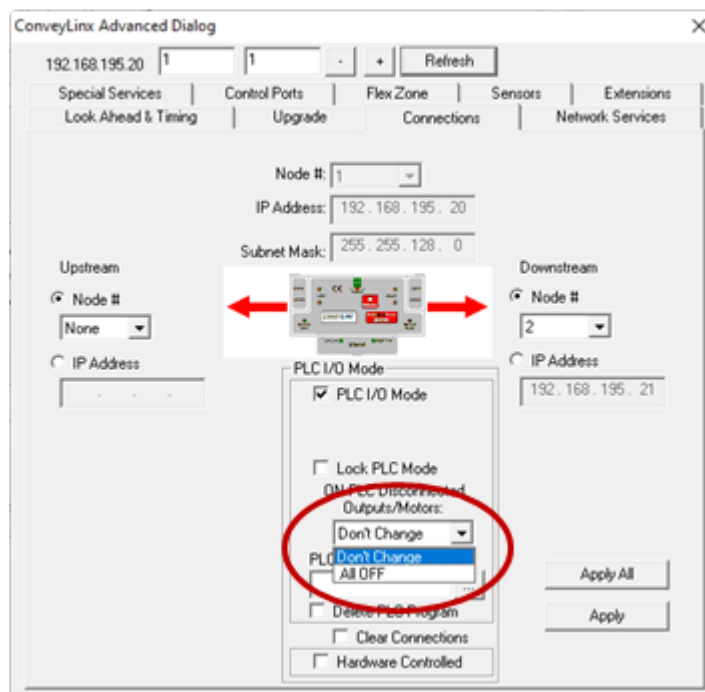 ConveyLinx Advanced Dialog
192.168.195.20 1 1 - + Refresh
Special Services Control Ports Flex Zone Sensors Extensions
Look Ahead & Timing Upgrade Connections Network Services
Node #: 1
IP Address: 192 . 168 . 195 . 20
Subnet Mask: 255 . 255 . 128 . 0
Upstream
Node #
None
IP Address
Downstream
Node #
2
IP Address
192 . 168 . 195 . 21
PLC I/O Mode
PLC I/O Mode
Lock PLC Mode
ON PLC Disconnected
Outputs/Motors:
Don't Change
Don't Change
All OFF
...
Delete PLC Program
Clear Connections
Hardware Controlled
Apply All
Apply